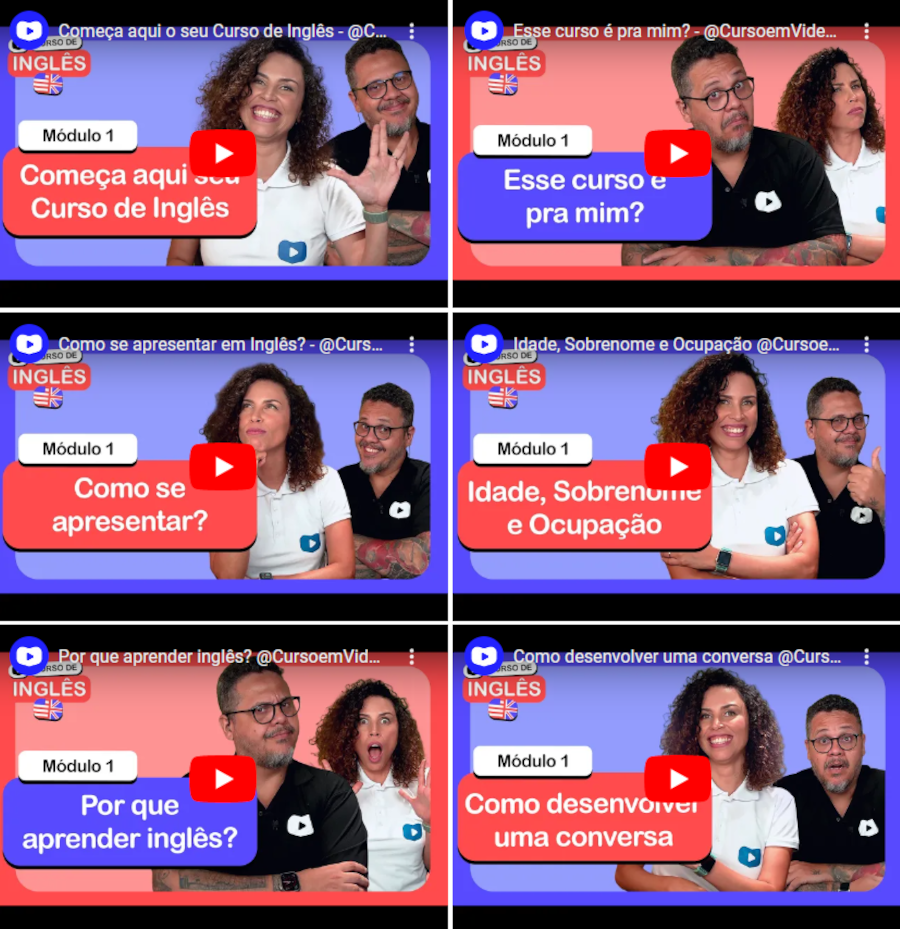 Começa aqui o seu Curso de Inglês - @C...
CURSO DE
INGLÊS
Módulo 1
Começa aqui seu
Curso de Inglês
Esse curso é pra mim? - @CursoemVide...
CURSO DE
INGLÊS
Módulo 1
Esse curso é
pra mim?
Como se apresentar em Inglês? - @Curs...
CURSO DE
INGLÊS
Módulo 1
Como se
apresentar?
Idade, Sobrenome e Ocupação @Cursoe...
CURSO DE
INGLÊS
Módulo 1
Idade, Sobrenome
e Ocupação
Por que aprender inglês? @CursoemVid...
CURSO DE
INGLÊS
Módulo 1
Por que
aprender inglês?
Como desenvolver uma conversa @Curs...
CURSO DE
INGLÊS
Módulo 1
Como desenvolver
uma conversa